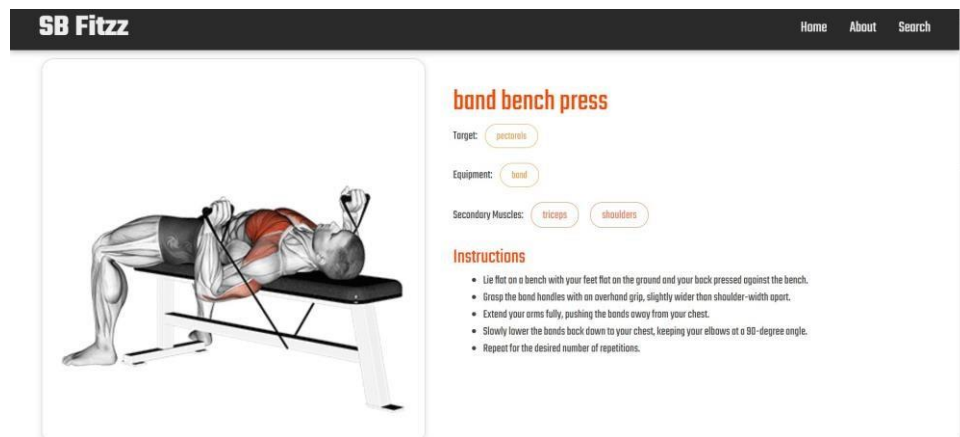 SB Fitzz
Home About Search
band bench press
Target: pectorals
Equipment: band
Secondary Muscles: triceps shoulders
Instructions
• Lie flat on a bench with your feet flat on the ground and your back pressed against the bench.
• Grasp the band handles with an overhand grip, slightly wider than shoulder-width apart.
• Extend your arms fully, pushing the bands away from your chest.
• Slowly lower the bands back down to your chest, keeping your elbows at a 90-degree angle.
• Repeat for the desired number of repetitions.